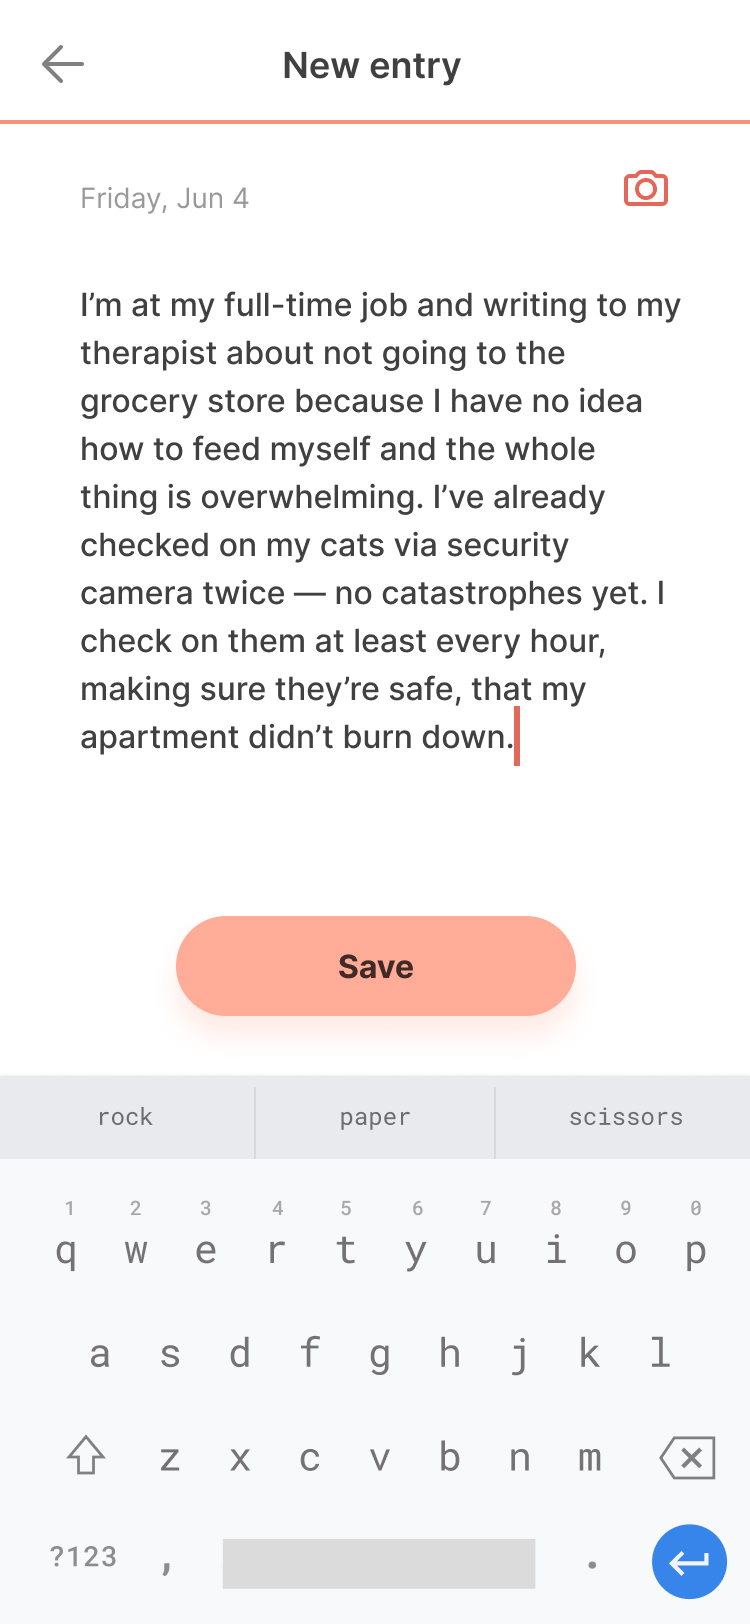 New entry
Friday, Jun 4
I’m at my full-time job and writing to my
therapist about not going to the
grocery store because I have no idea
how to feed myself and the whole
thing is overwhelming. I’ve already
checked on my cats via security
camera twice — no catastrophes yet. I
check on them at least every hour,
making sure they’re safe, that my
apartment didn’t burn down.
Save
rock paper scissors
1 2 3 4 5 6 7 8 9 0
q w e r t y u i o p
a s d f g h j k l
z x c v b n m
?123 , .